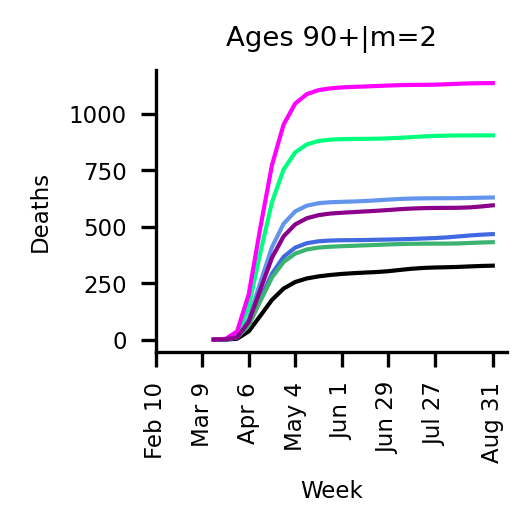 Ages 90+|m=2
Deaths
1000
750
500
250
0
Feb 10
Mar 9
Apr 6
May 4
Jun 1
Jun 29
Jul 27
Aug 31
Week